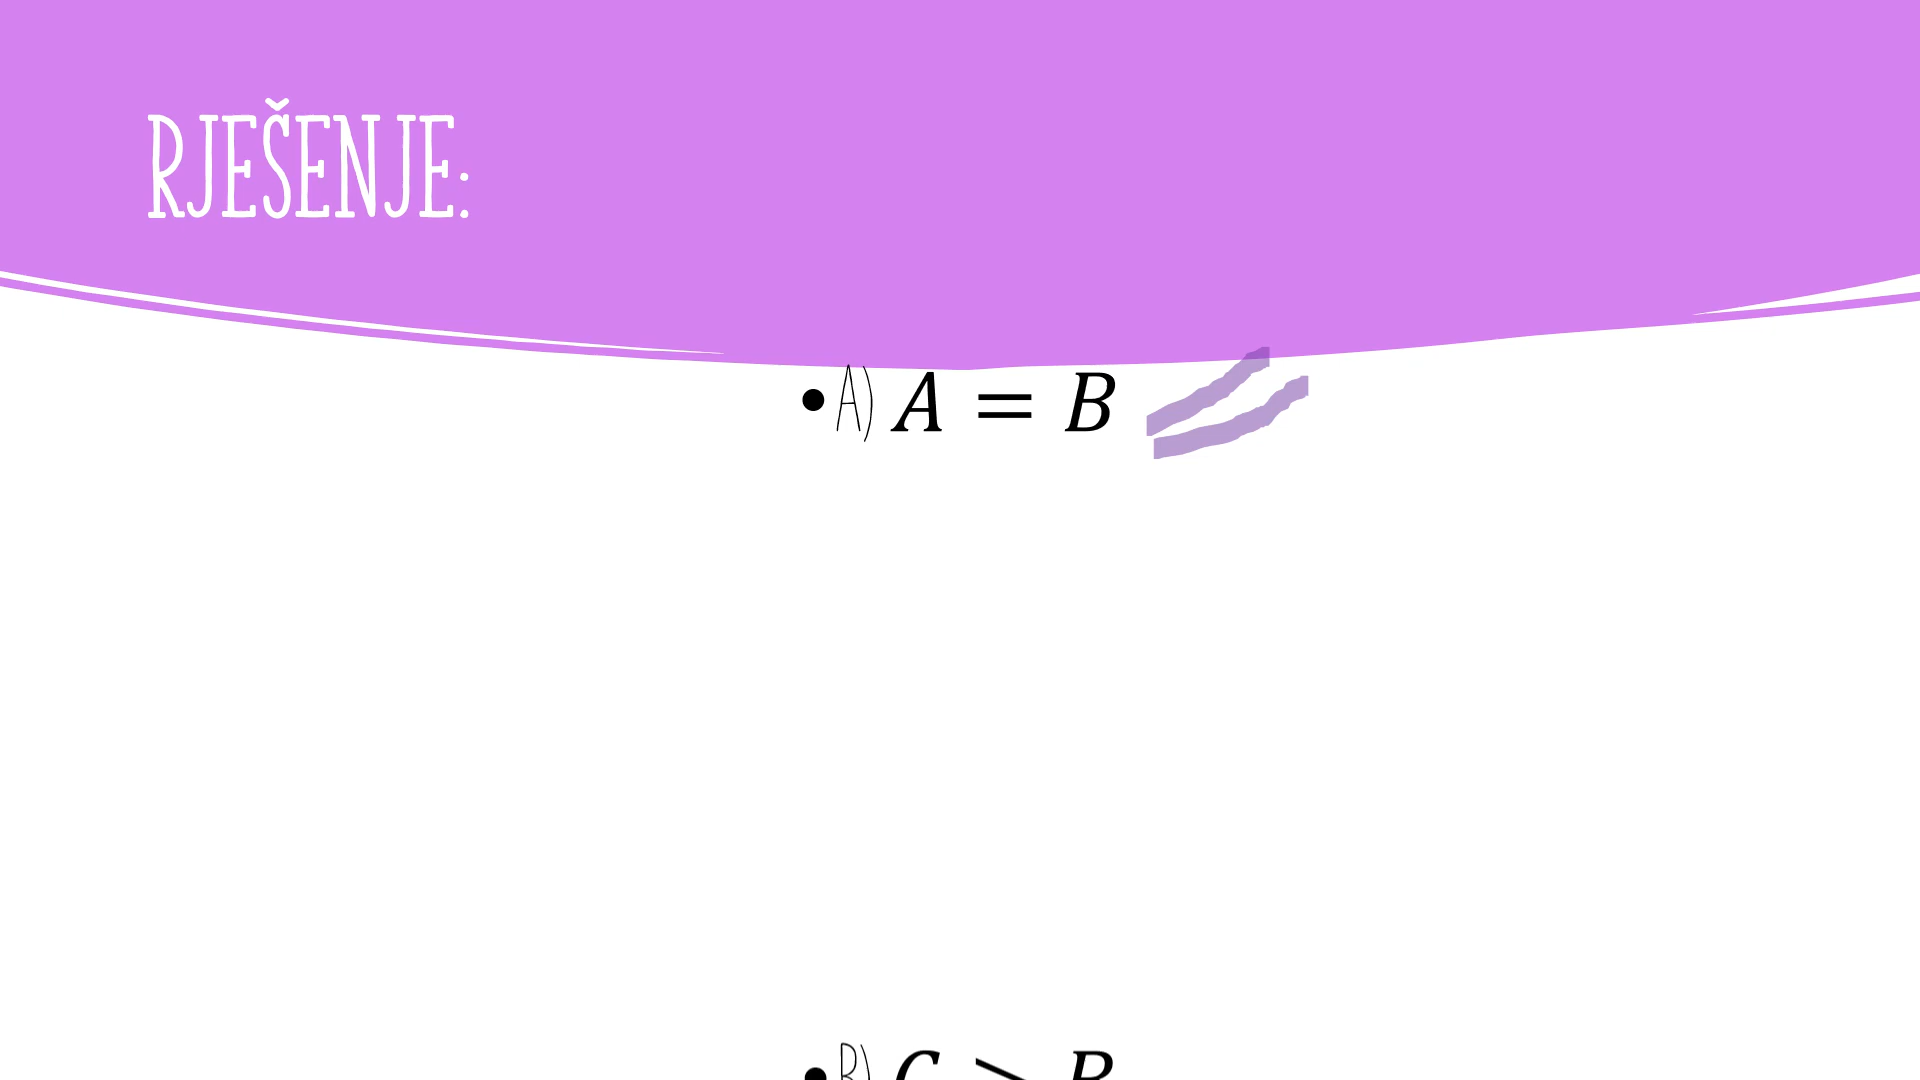 RJEŠENJE:
•A) A = B
•B) C > B